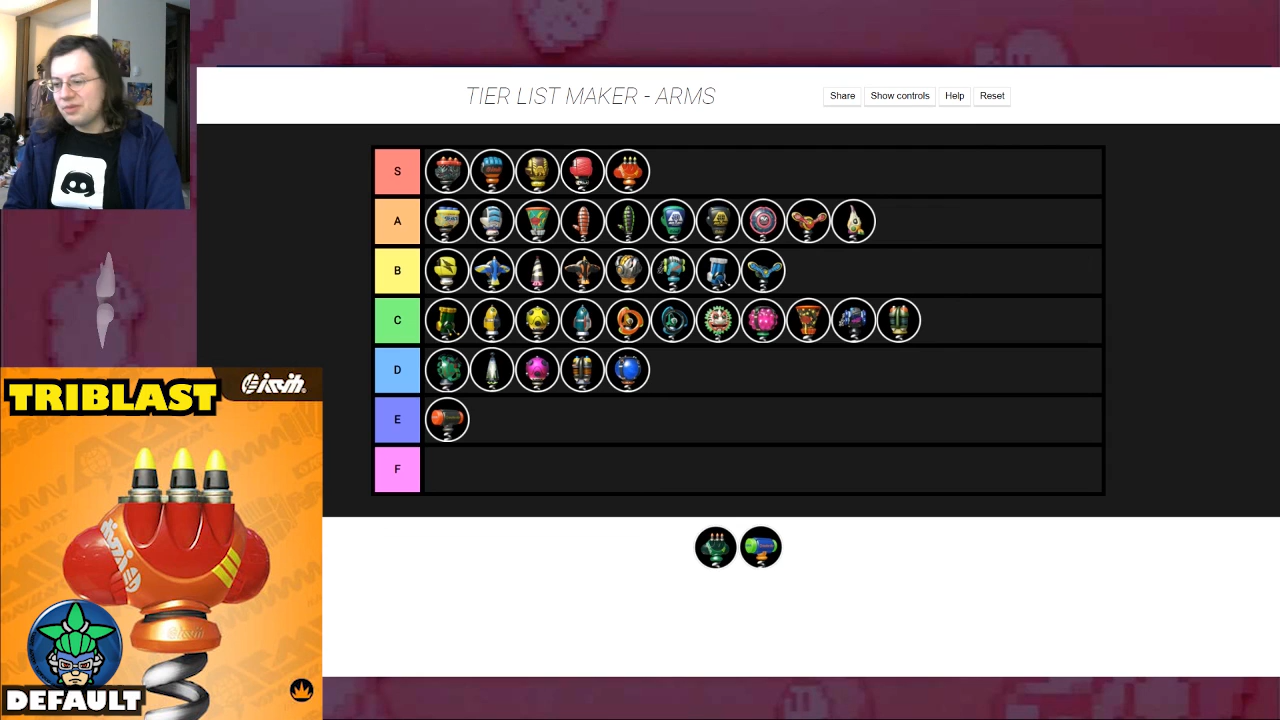 TIER LIST MAKER - ARMS
Share
Show controls
Help
Reset
S
A
B
C
D
E
F
TRIBLAST
DEFAULT